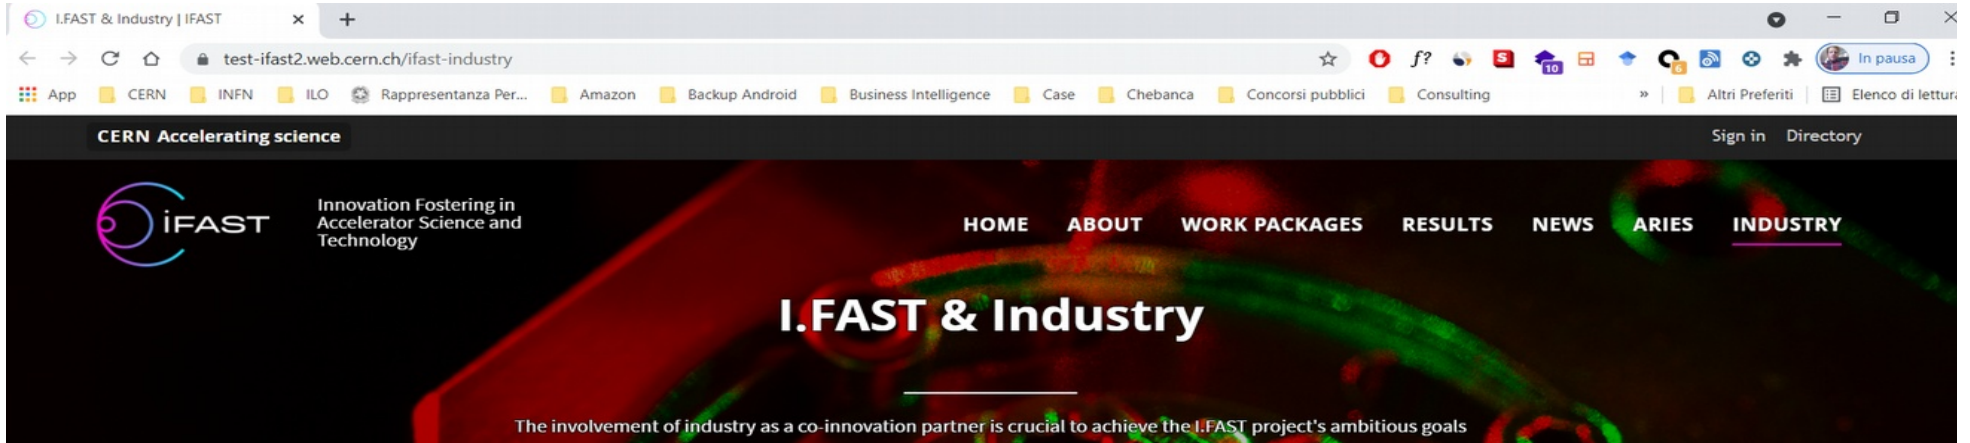 I.FAST & Industry | IFAST
test-ifast2.web.cern.ch/ifast-industry
f?
S
10
6
In pausa
App CERN INFN ILO Rappresentanza Per... Amazon Backup Android Business Intelligence Case Chebanca Concorsi pubblici Consulting » Altri Preferiti Elenco di lettura
CERN Accelerating science Sign in Directory
iFAST
Innovation Fostering in
Accelerator Science and
Technology
HOME ABOUT WORK PACKAGES RESULTS NEWS ARIES INDUSTRY
I.FAST & Industry
The involvement of industry as a co-innovation partner is crucial to achieve the I.FAST project's ambitious goals